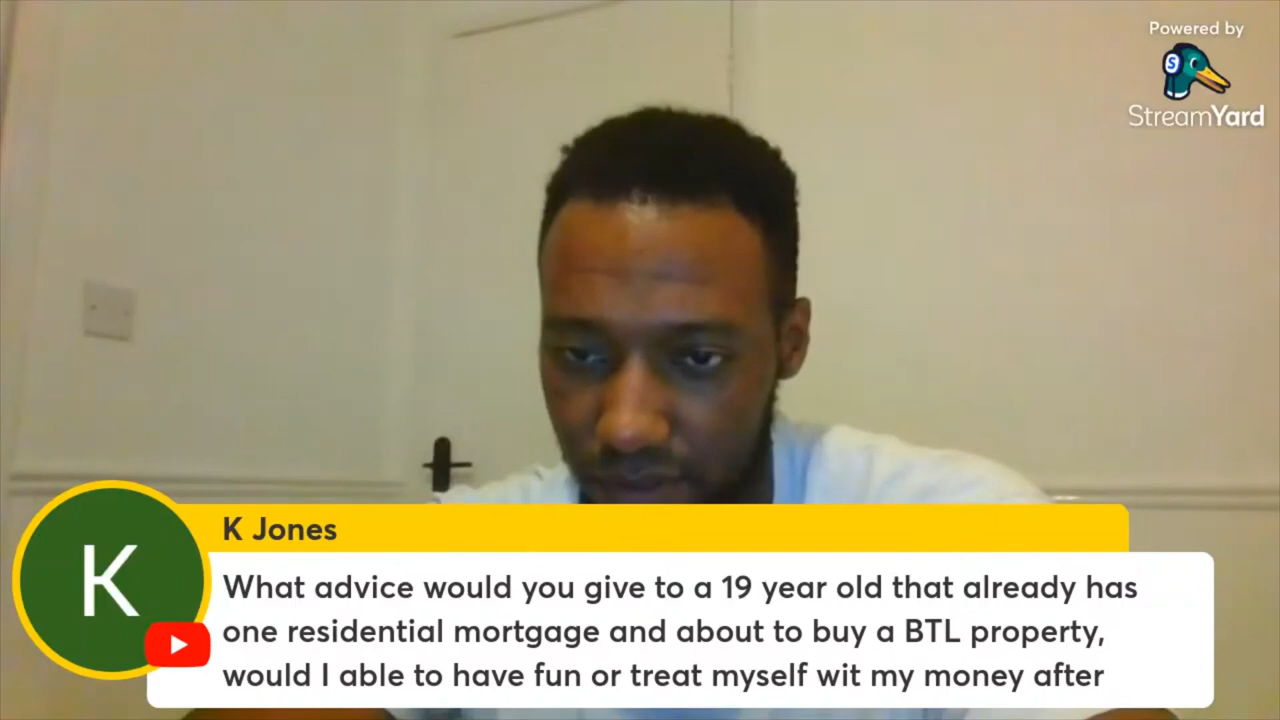 Powered by
StreamYard
K Jones
K
What advice would you give to a 19 year old that already has
one residential mortgage and about to buy a BTL property,
would I able to have fun or treat myself wit my money after